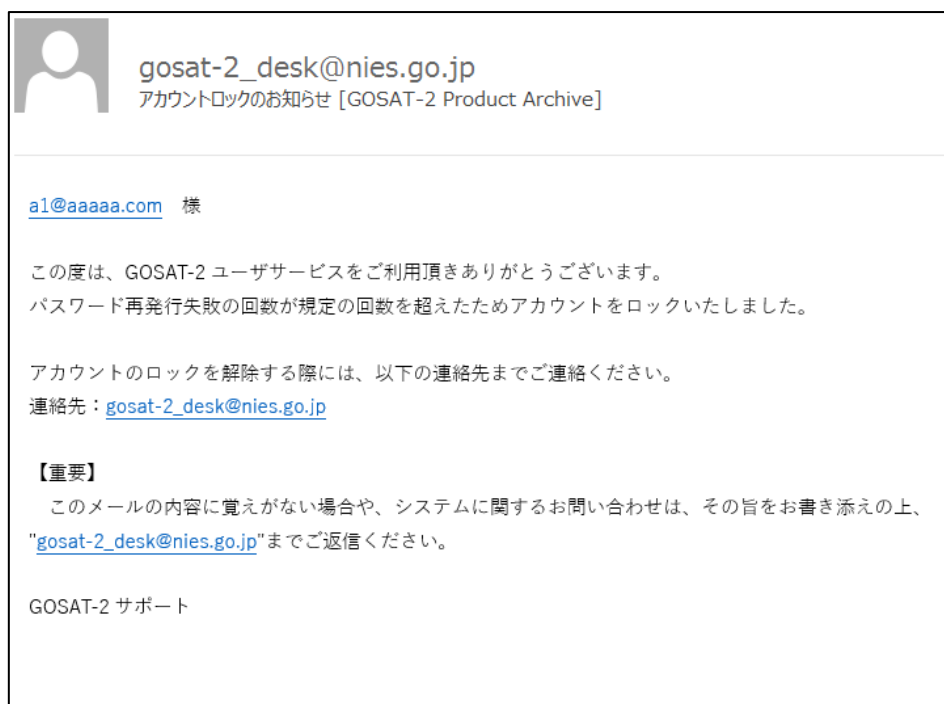 gosat-2_desk@nies.go.jp
アカウントロックのお知らせ [GOSAT-2 Product Archive]
a1@aaaaa.com　様
この度は、GOSAT-2 ユーザサービスをご利用頂きありがとうございます。
パスワード再発行失敗の回数が規定の回数を超えたためアカウントをロックいたしました。
アカウントのロックを解除する際には、以下の連絡先までご連絡ください。
連絡先：gosat-2_desk@nies.go.jp
【重要】
　このメールの内容に覚えがない場合や、システムに関するお問い合わせは、その旨をお書き添えの上、
"gosat-2_desk@nies.go.jp"までご返信ください。
GOSAT-2 サポート